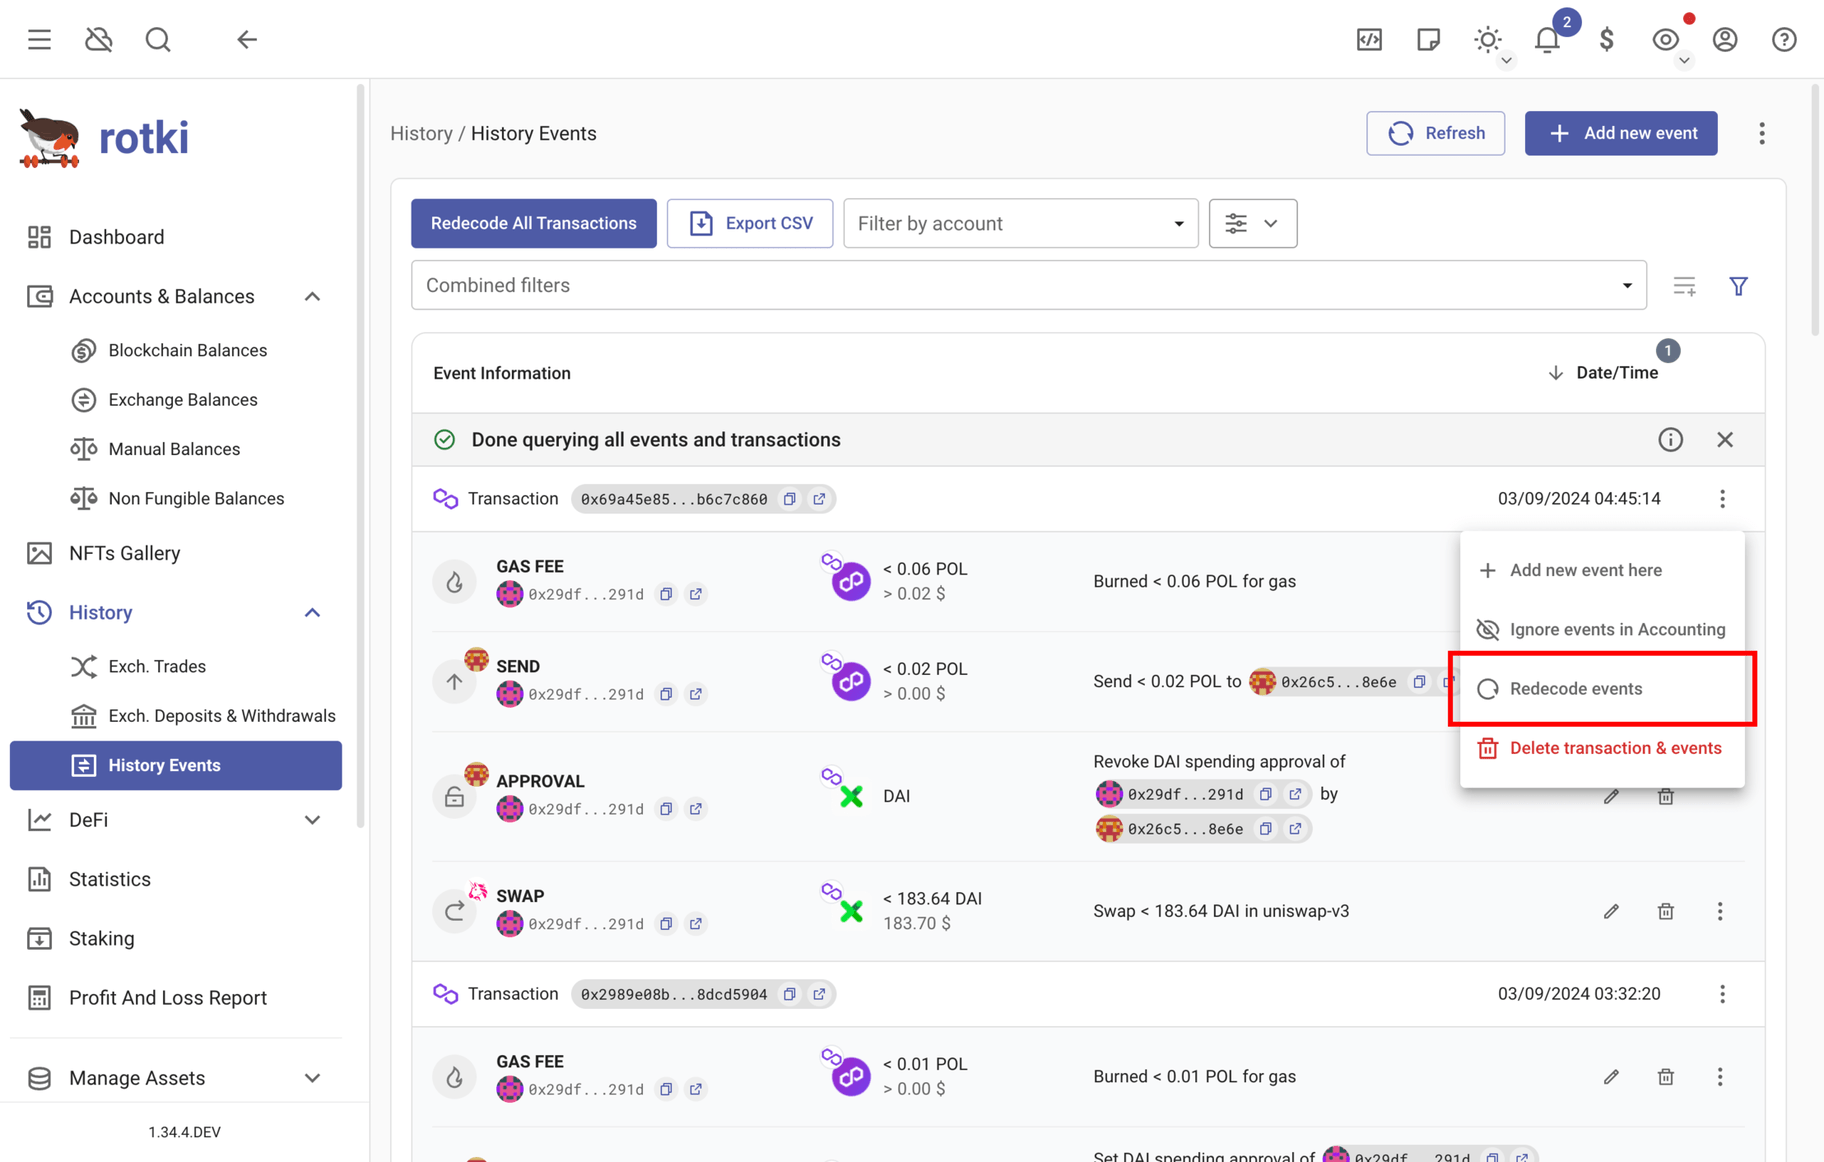 2
rotki
Dashboard
Accounts & Balances
Blockchain Balances
Exchange Balances
Manual Balances
Non Fungible Balances
NFTs Gallery
History
Exch. Trades
Exch. Deposits & Withdrawals
History Events
DeFi
Statistics
Staking
Profit And Loss Report
Manage Assets
1.34.4.DEV
History / History Events
Refresh
Add new event
Redecode All Transactions
Export CSV
Filter by account
Combined filters
Event Information
1
Date/Time
Done querying all events and transactions
Transaction 0x69a45e85...b6c7c860 03/09/2024 04:45:14
Add new event here
Ignore events in Accounting
Redecode events
Delete transaction & events
GAS FEE
0x29df...291d
< 0.06 POL
> 0.02 $
Burned < 0.06 POL for gas
SEND
0x29df...291d
< 0.02 POL
> 0.00 $
Send < 0.02 POL to 0x26c5...8e6e
APPROVAL
0x29df...291d
DAI
Revoke DAI spending approval of
0x29df...291d by
0x26c5...8e6e
SWAP
0x29df...291d
< 183.64 DAI
183.70 $
Swap < 183.64 DAI in uniswap-v3
Transaction 0x2989e08b...8dcd5904 03/09/2024 03:32:20
GAS FEE
0x29df...291d
< 0.01 POL
> 0.00 $
Burned < 0.01 POL for gas
Set DAI spending approval of 0x29df...291d